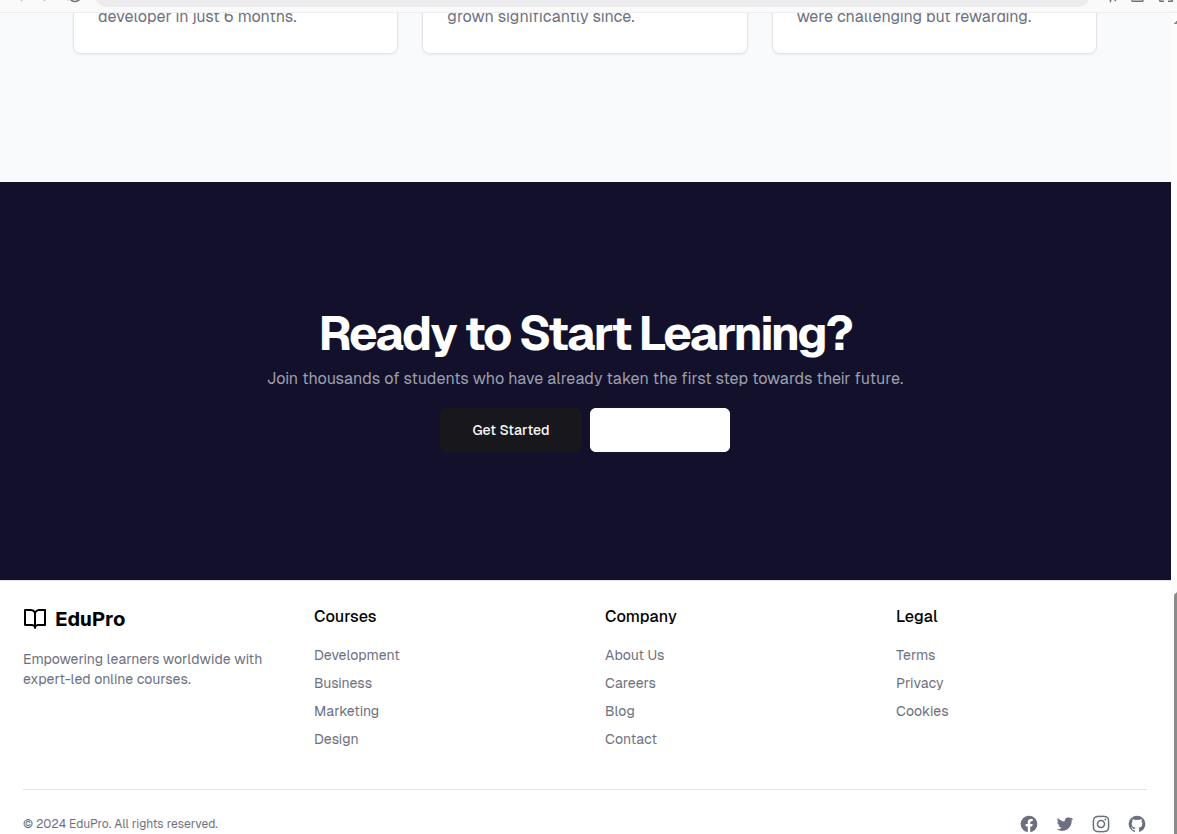 developer in just 6 months.
grown significantly since.
were challenging but rewarding.
Ready to Start Learning?
Join thousands of students who have already taken the first step towards their future.
Get Started
EduPro
Empowering learners worldwide with
expert-led online courses.
Courses
Development
Business
Marketing
Design
Company
About Us
Careers
Blog
Contact
Legal
Terms
Privacy
Cookies
© 2024 EduPro. All rights reserved.